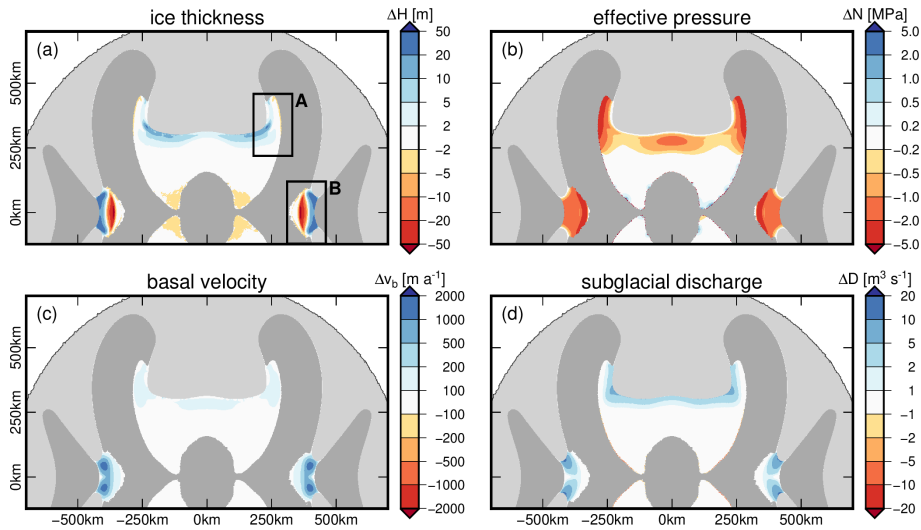 ice thickness
ΔH [m]
effective pressure
ΔN [MPa]
(a)
A
B
500km
250km
0km
50
20
10
5
2
−2
−5
−10
−20
−50
(b)
5.0
2.0
1.0
0.5
0.2
−0.2
−0.5
−1.0
−2.0
−5.0
basal velocity
Δvb [m a⁻¹]
subglacial discharge
ΔD [m³ s⁻¹]
(c)
500km
250km
0km
−500km −250km 0km 250km 500km
2000
1000
500
200
100
−100
−200
−500
−1000
−2000
(d)
−500km −250km 0km 250km 500km
20
10
5
2
1
−1
−2
−5
−10
−20